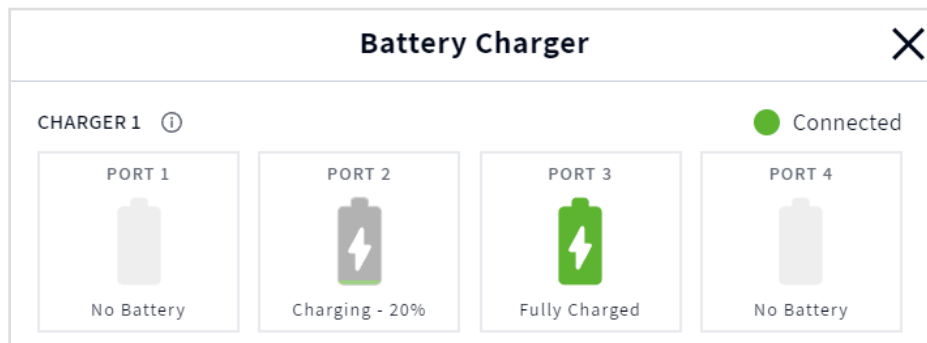 Battery Charger
CHARGER 1
Connected
PORT 1
PORT 2
PORT 3
PORT 4
No Battery
Charging - 20%
Fully Charged
No Battery